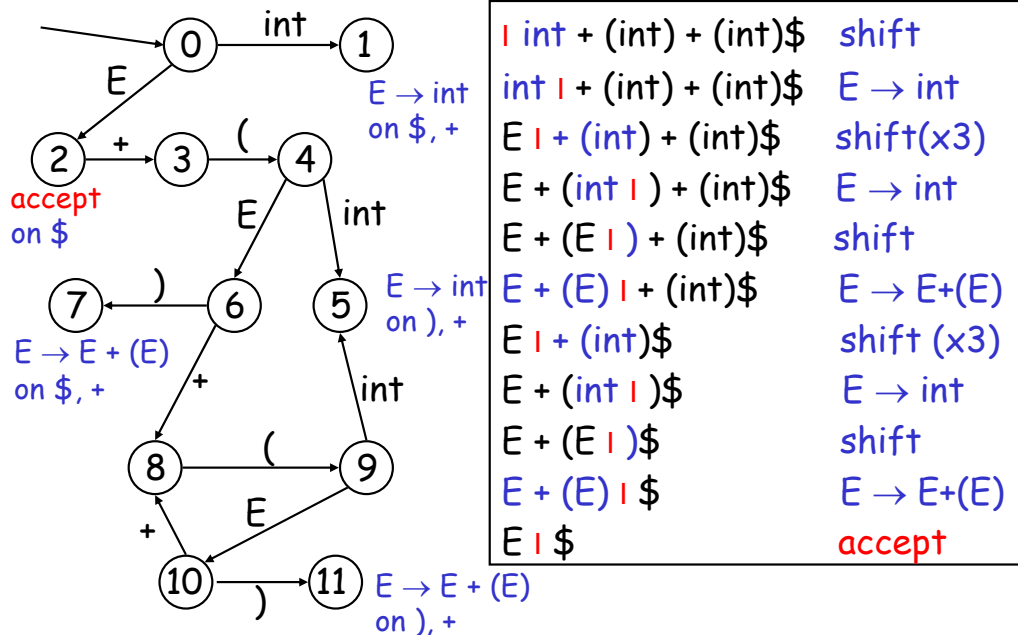 0
int
1
E
E → int
on $, +
2
+
3
(
4
accept
on $
E
int
7
)
6
5
E → int
on ), +
E → E + (E)
on $, +
+
int
8
(
9
E
+
10
)
11
E → E + (E)
on ), +
I int + (int) + (int)$ shift
int I + (int) + (int)$ E → int
E I + (int) + (int)$ shift(x3)
E + (int I ) + (int)$ E → int
E + (E I ) + (int)$ shift
E + (E) I + (int)$ E → E+(E)
E I + (int)$ shift (x3)
E + (int I )$ E → int
E + (E I )$ shift
E + (E) I $ E → E+(E)
E I $ accept